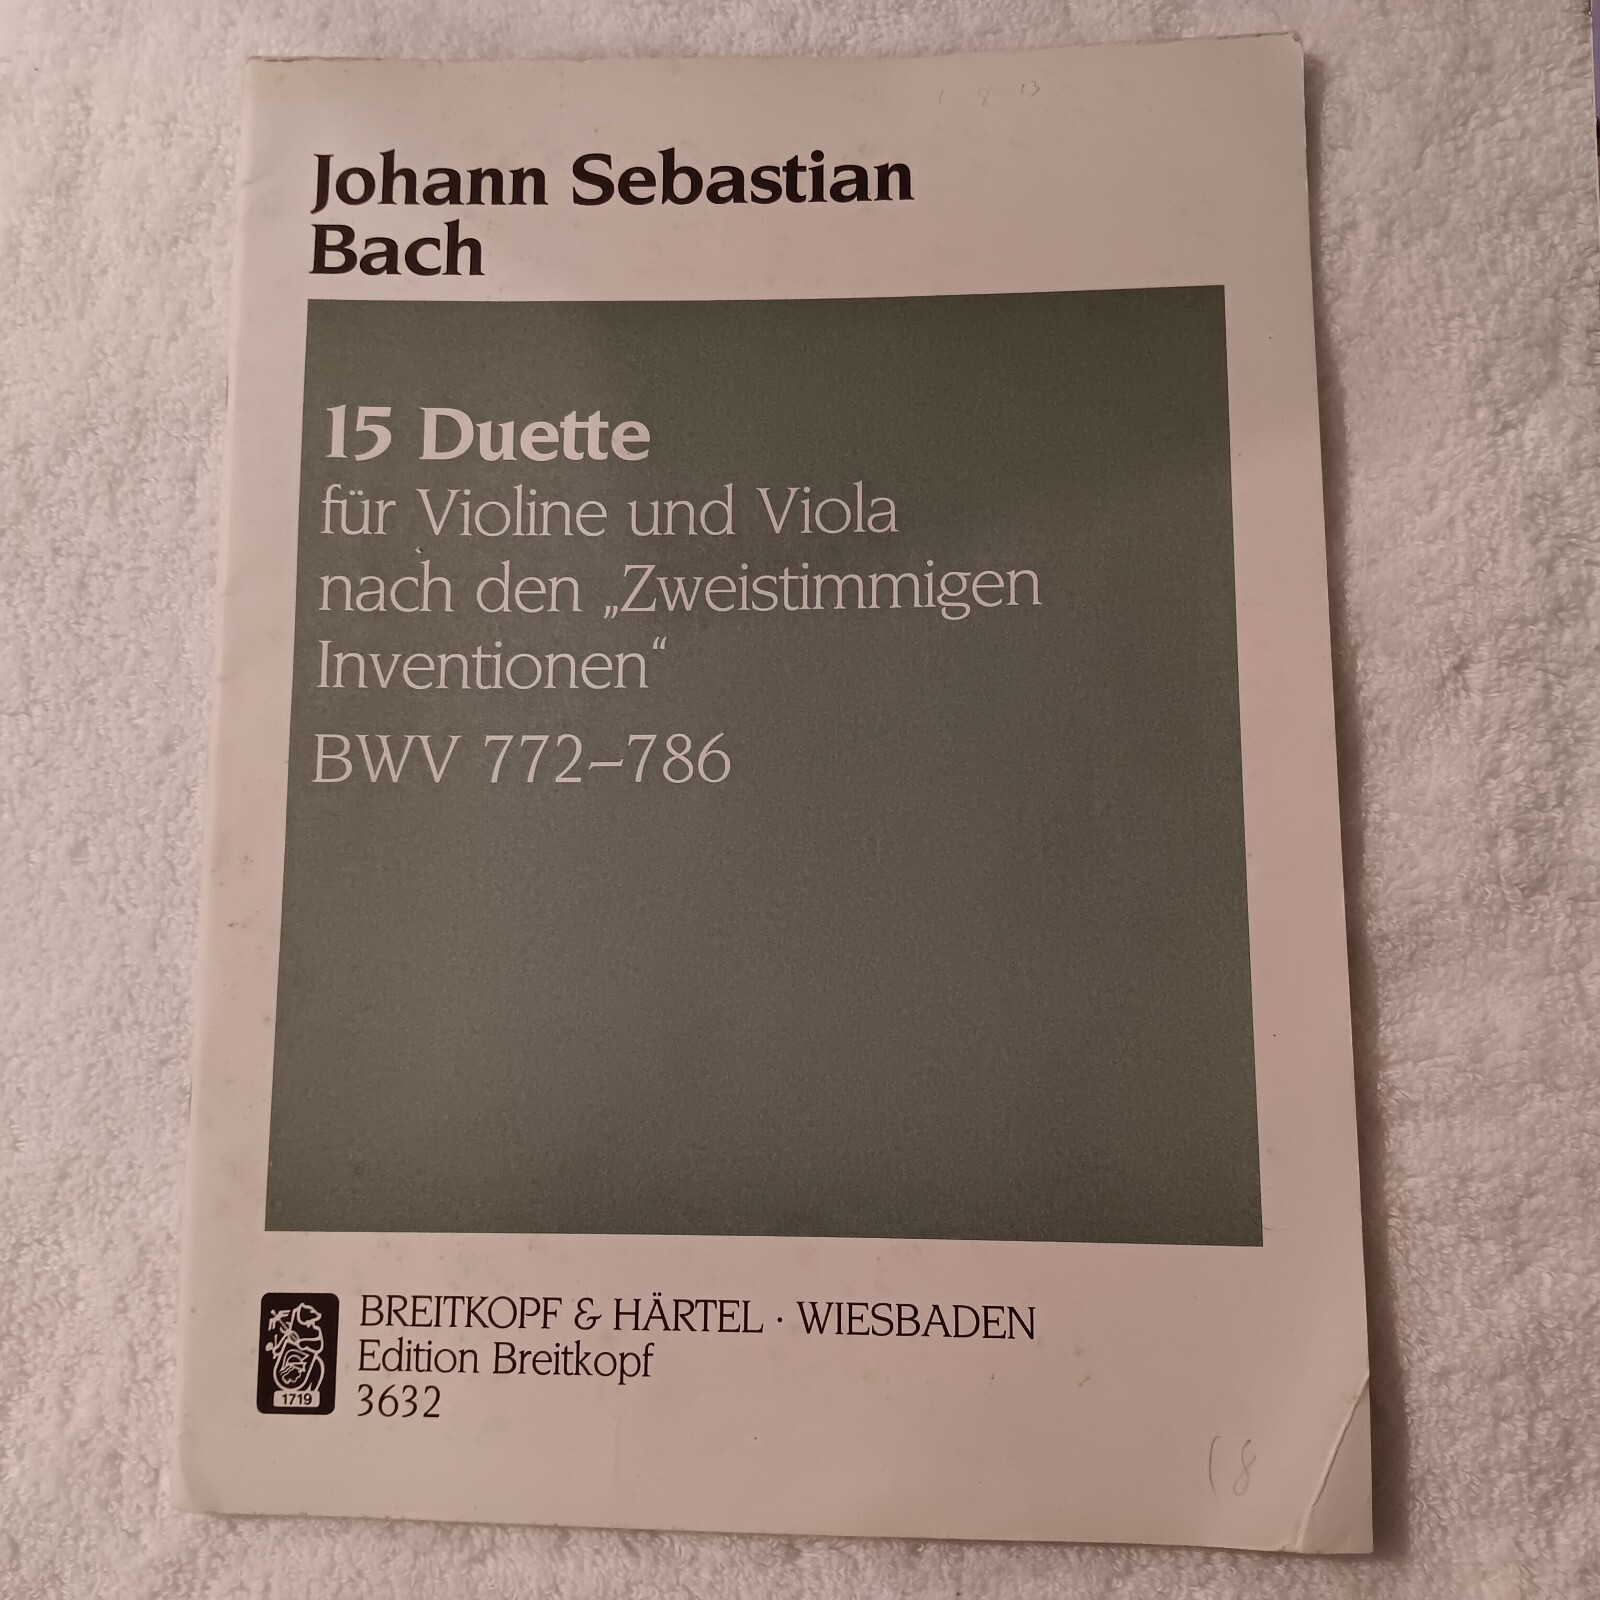 Johann Sebastian
Bach
15 Duette
für Violine und Viola
nach den „Zweistimmigen
Inventionen“
BWV 772–786
BREITKOPF & HÄRTEL · WIESBADEN
Edition Breitkopf
3632
1719
18